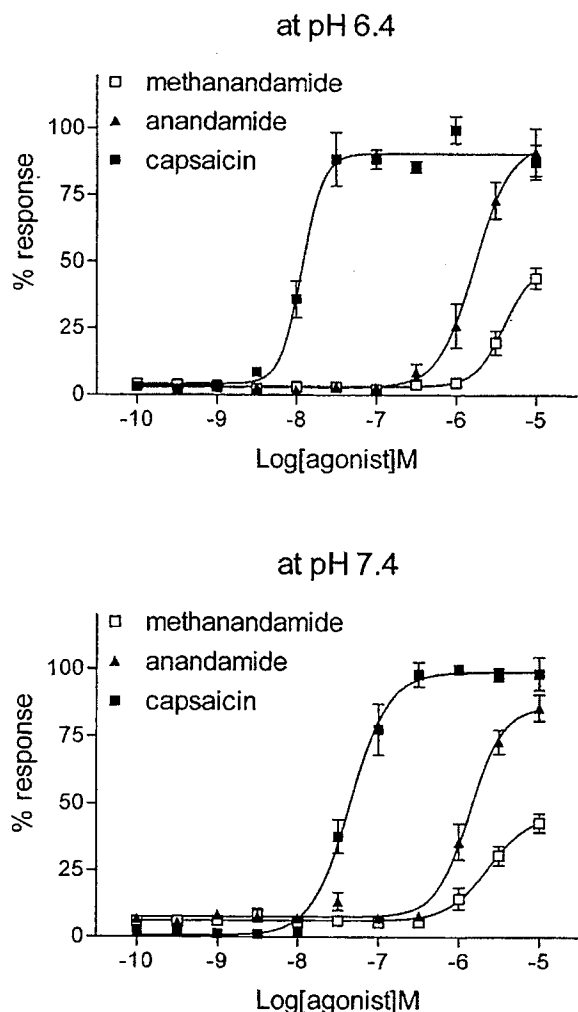 at pH 6.4
methanandamide
anandamide
capsaicin
100
75
50
25
0
% response
-10 -9 -8 -7 -6 -5
Log[agonist]M
at pH 7.4
methanandamide
anandamide
capsaicin
100
75
50
25
0
% response
-10 -9 -8 -7 -6 -5
Log[agonist]M